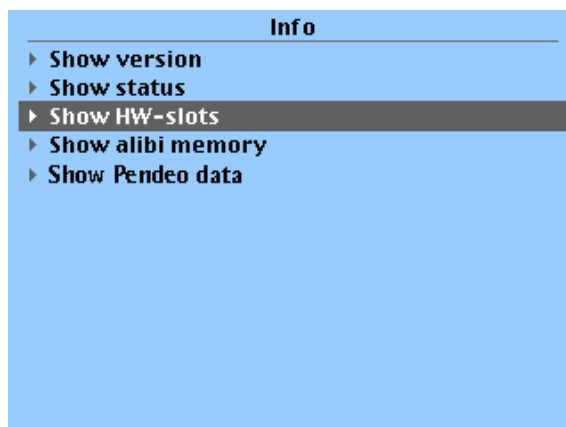 Info
Show version
Show status
Show HW-slots
Show alibi memory
Show Pendeo data